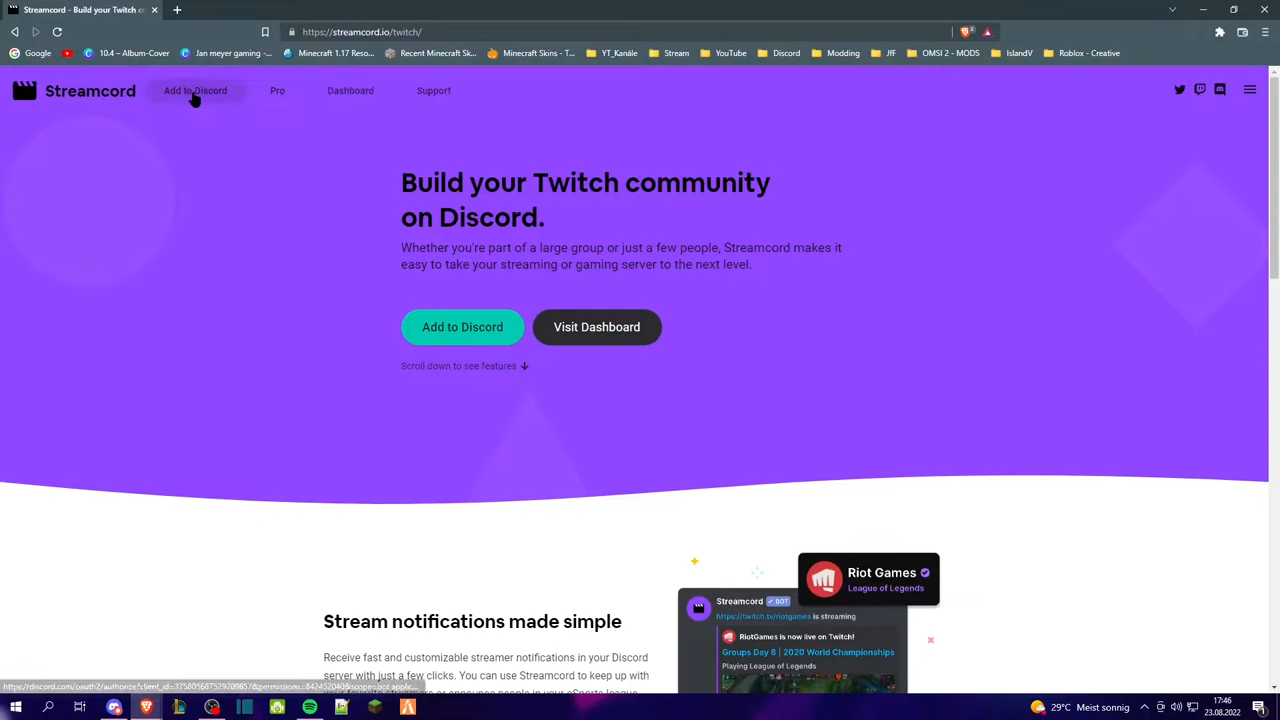 Streamcord - Build your Twitch com
https://streamcord.io/twitch/
Google
10.4 – Album-Cover
Jan meyer gaming -...
Minecraft 1.17 Reso...
Recent Minecraft Sk...
Minecraft Skins - T...
YT_Kanäle
Stream
YouTube
Discord
Modding
JfF
OMSI 2 - MODS
IslandV
Roblox - Creative
Streamcord
Add to Discord
Pro
Dashboard
Support
Build your Twitch community
on Discord.
Whether you're part of a large group or just a few people, Streamcord makes it
easy to take your streaming or gaming server to the next level.
Add to Discord
Visit Dashboard
Scroll down to see features
Riot Games
League of Legends
Streamcord BOT
https://twitch.tv/riotgames is streaming
RiotGames is now live on Twitch!
Groups Day 8 | 2020 World Championships
Playing League of Legends
Stream notifications made simple
Receive fast and customizable streamer notifications in your Discord
server with just a few clicks. You can use Streamcord to keep up with
29°C Meist sonnig
17:46
23.08.2022